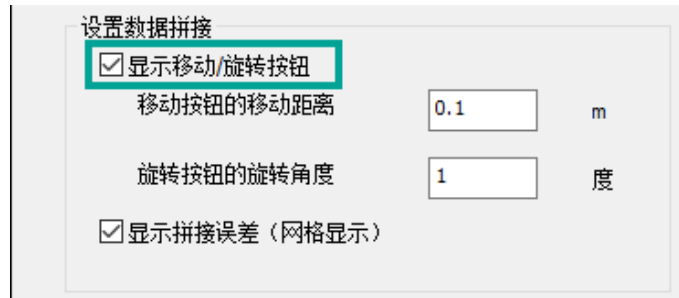 设置数据拼接
显示移动/旋转按钮
移动按钮的移动距离 0.1 m
旋转按钮的旋转角度 1 度
显示拼接误差（网格显示）